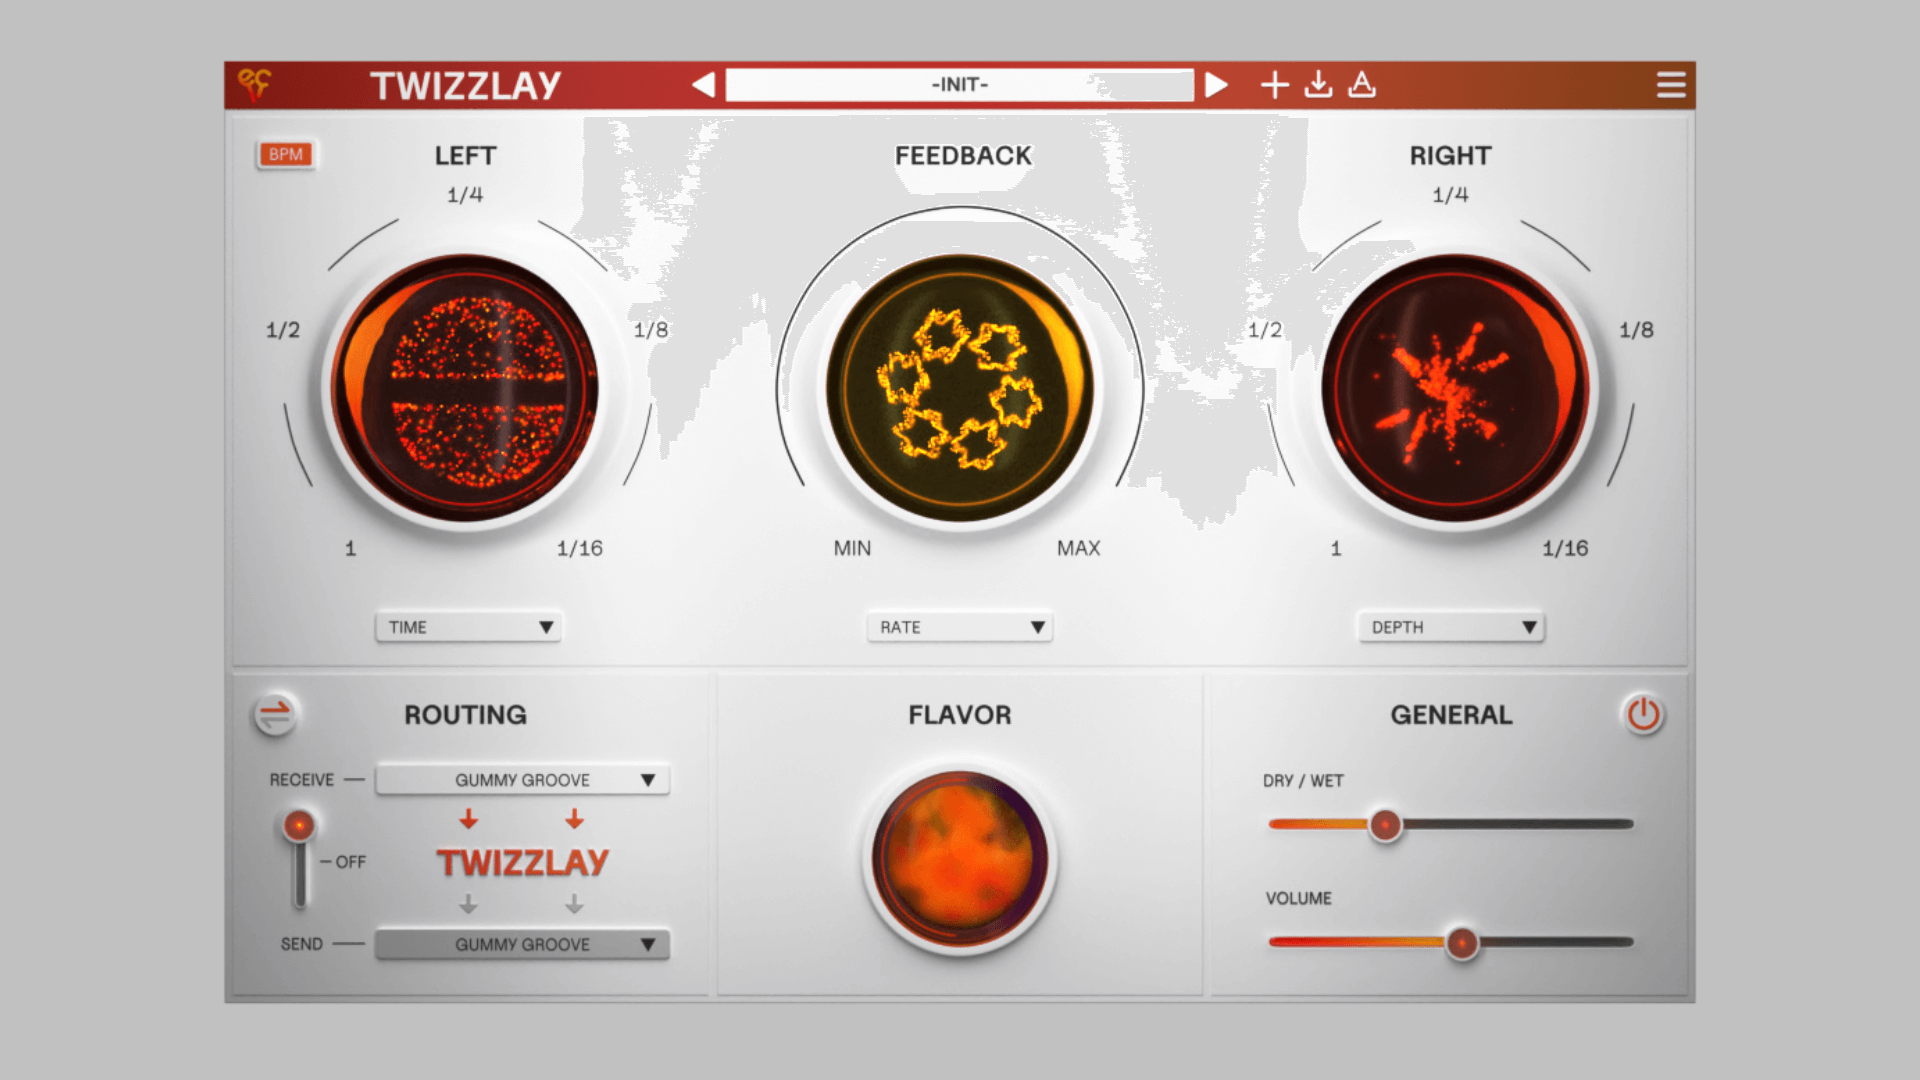 TWIZZLAY
-INIT-
BPM
LEFT
1/4
1/2
1/8
1
1/16
TIME
FEEDBACK
MIN
MAX
RATE
RIGHT
1/4
1/2
1/8
1
1/16
DEPTH
ROUTING
RECEIVE
GUMMY GROOVE
OFF
TWIZZLAY
SEND
GUMMY GROOVE
FLAVOR
GENERAL
DRY / WET
VOLUME